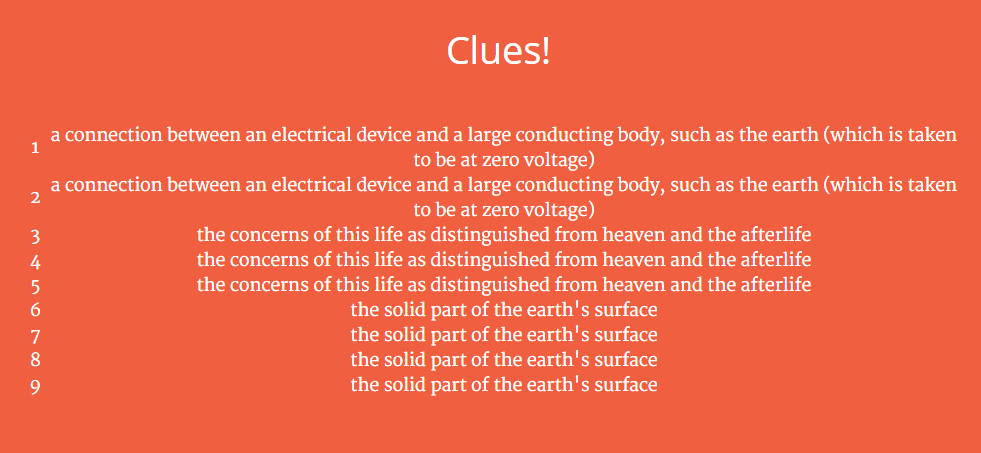 Clues!
1 a connection between an electrical device and a large conducting body, such as the earth (which is taken
to be at zero voltage)
2 a connection between an electrical device and a large conducting body, such as the earth (which is taken
to be at zero voltage)
3 the concerns of this life as distinguished from heaven and the afterlife
4 the concerns of this life as distinguished from heaven and the afterlife
5 the concerns of this life as distinguished from heaven and the afterlife
6 the solid part of the earth's surface
7 the solid part of the earth's surface
8 the solid part of the earth's surface
9 the solid part of the earth's surface